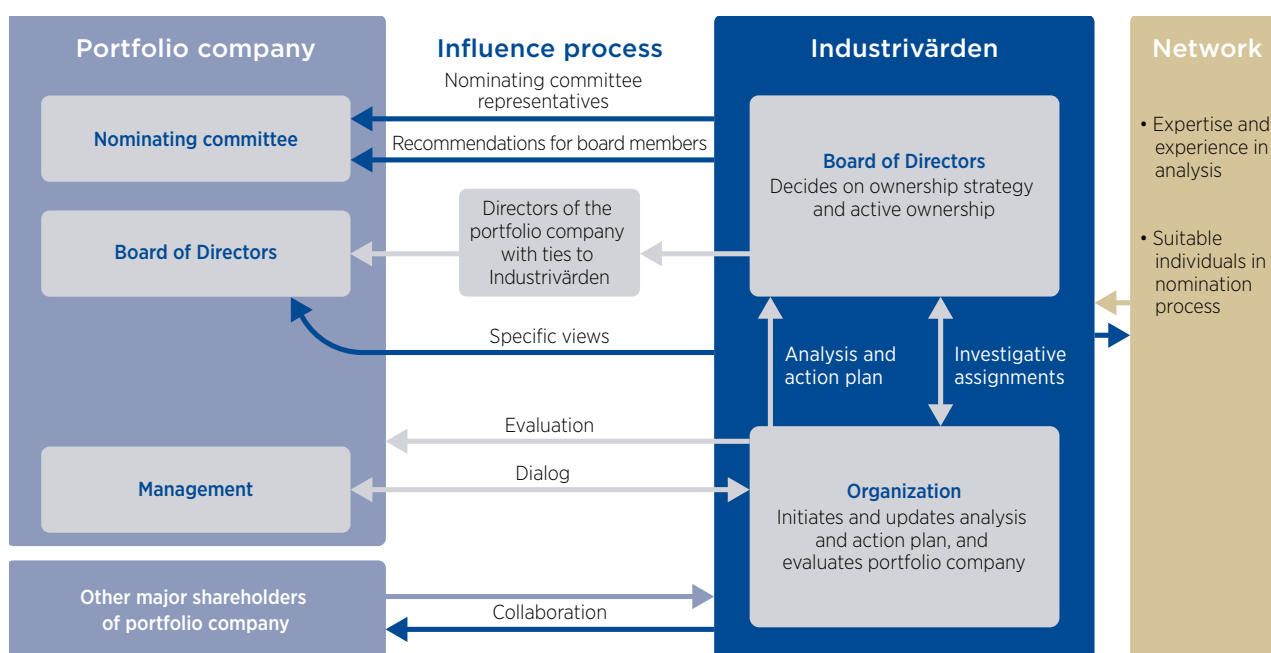 Portfolio company
Nominating committee
Board of Directors
Management
Other major shareholders
of portfolio company
Influence process
Nominating committee
representatives
Recommendations for board members
Directors of the
portfolio company
with ties to
Industrivärden
Specific views
Evaluation
Dialog
Collaboration
Industrivärden
Board of Directors
Decides on ownership strategy
and active ownership
Analysis and
action plan
Investigative
assignments
Organization
Initiates and updates analysis
and action plan, and
evaluates portfolio company
Network
• Expertise and
experience in
analysis
• Suitable
individuals in
nomination
process